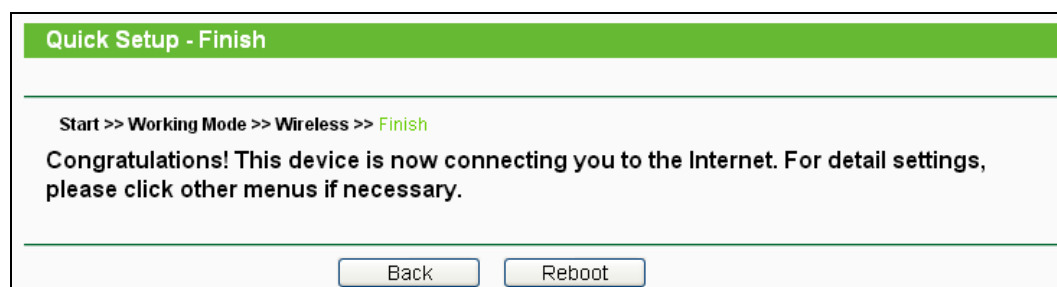 Quick Setup - Finish
Start >> Working Mode >> Wireless >> Finish
Congratulations! This device is now connecting you to the Internet. For detail settings,
please click other menus if necessary.
Back Reboot